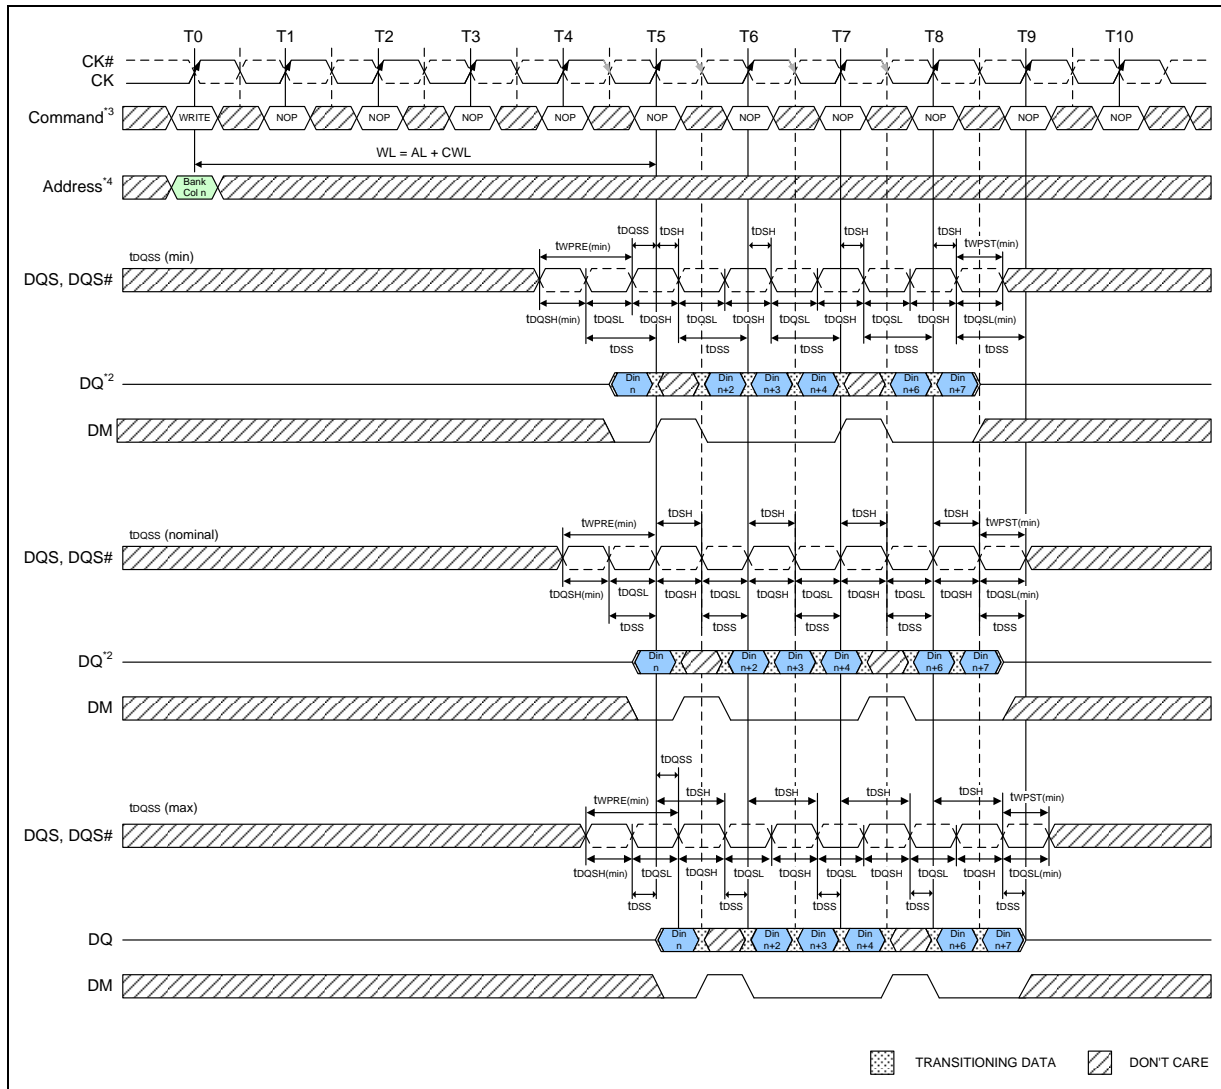 T0 T1 T2 T3 T4 T5 T6 T7 T8 T9 T10
CK#
CK
Command*3 WRITE NOP NOP NOP NOP NOP NOP NOP NOP NOP NOP
WL = AL + CWL
Address*4 Bank Col n
tDQSS tDSH tDSH tDSH tDSH
tDQSS (min) tWPRE(min) tWPST(min)
DQS, DQS#
tDQSH(min) tDQSL tDQSH tDQSL tDQSH tDQSL tDQSH tDQSL tDQSH tDQSL(min)
tDSS tDSS tDSS tDSS tDSS
DQ*2 Din n Din n+2 Din n+3 Din n+4 Din n+6 Din n+7
DM
tDSH tDSH tDSH tDSH
tDQSS (nominal) tWPRE(min) tWPST(min)
DQS, DQS#
tDQSH(min) tDQSL tDQSH tDQSL tDQSH tDQSL tDQSH tDQSL tDQSH tDQSL(min)
tDSS tDSS tDSS tDSS tDSS
DQ*2 Din n Din n+2 Din n+3 Din n+4 Din n+6 Din n+7
DM
tDQSS
tDQSS (max) tWPRE(min) tDSH tDSH tDSH tDSH tWPST(min)
DQS, DQS#
tDQSH(min) tDQSL tDQSH tDQSL tDQSH tDQSL tDQSH tDQSL tDQSH tDQSL(min)
tDSS tDSS tDSS tDSS tDSS
DQ Din n Din n+2 Din n+3 Din n+4 Din n+6 Din n+7
DM
TRANSITIONING DATA DON'T CARE